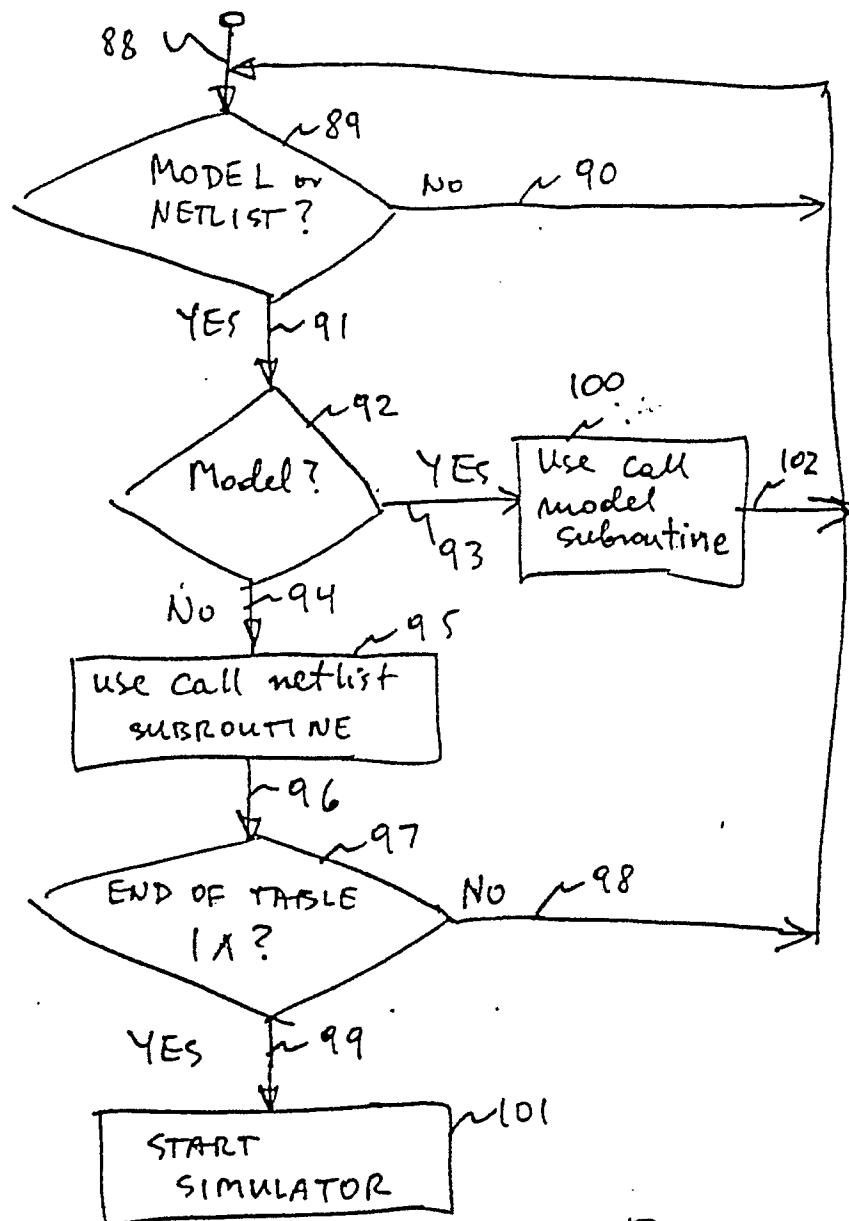 88
89
MODEL or
NETLIST?
NO
90
YES
91
92
Model?
YES
93
100
Use call
model
subroutine
102
NO
94
95
use call netlist
SUBROUTINE
96
97
END OF TABLE
1A?
NO
98
YES
99
START
SIMULATOR
101